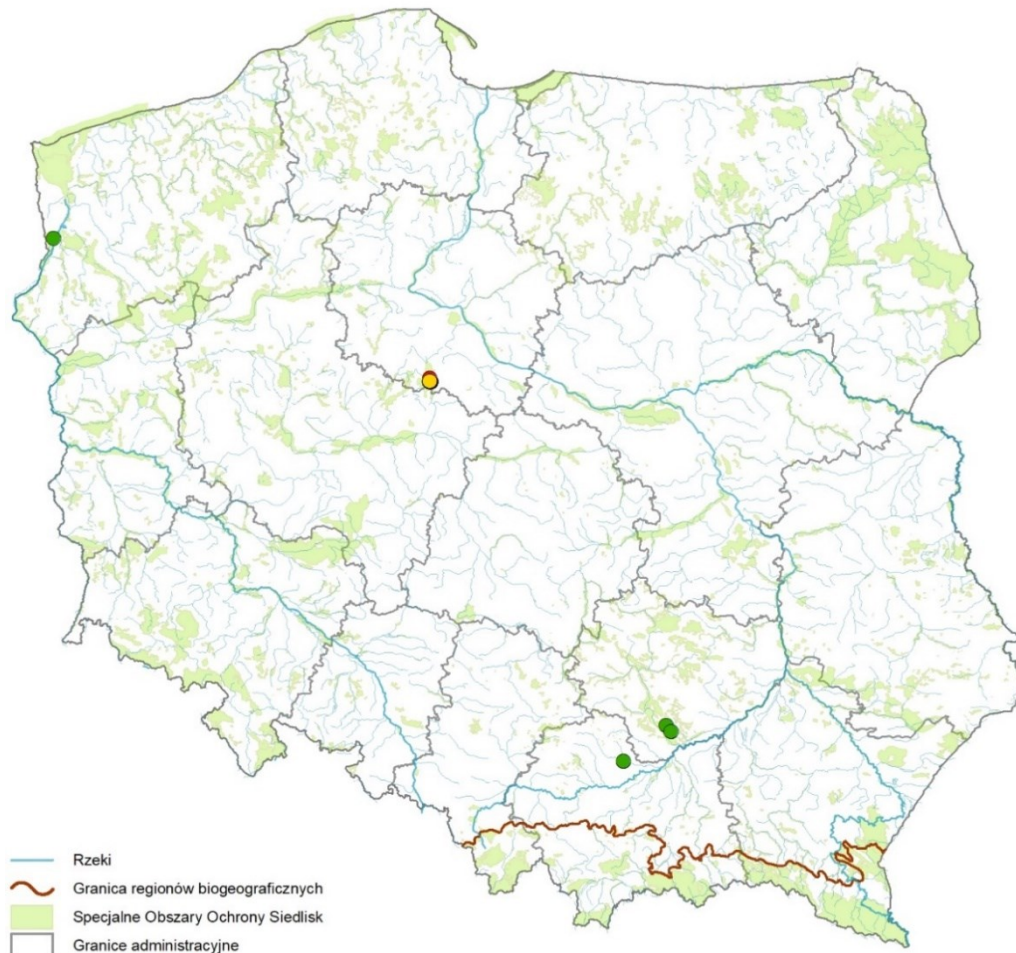 Rzeki
Granica regionów biogeograficznych
Specjalne Obszary Ochrony Siedlisk
Granice administracyjne